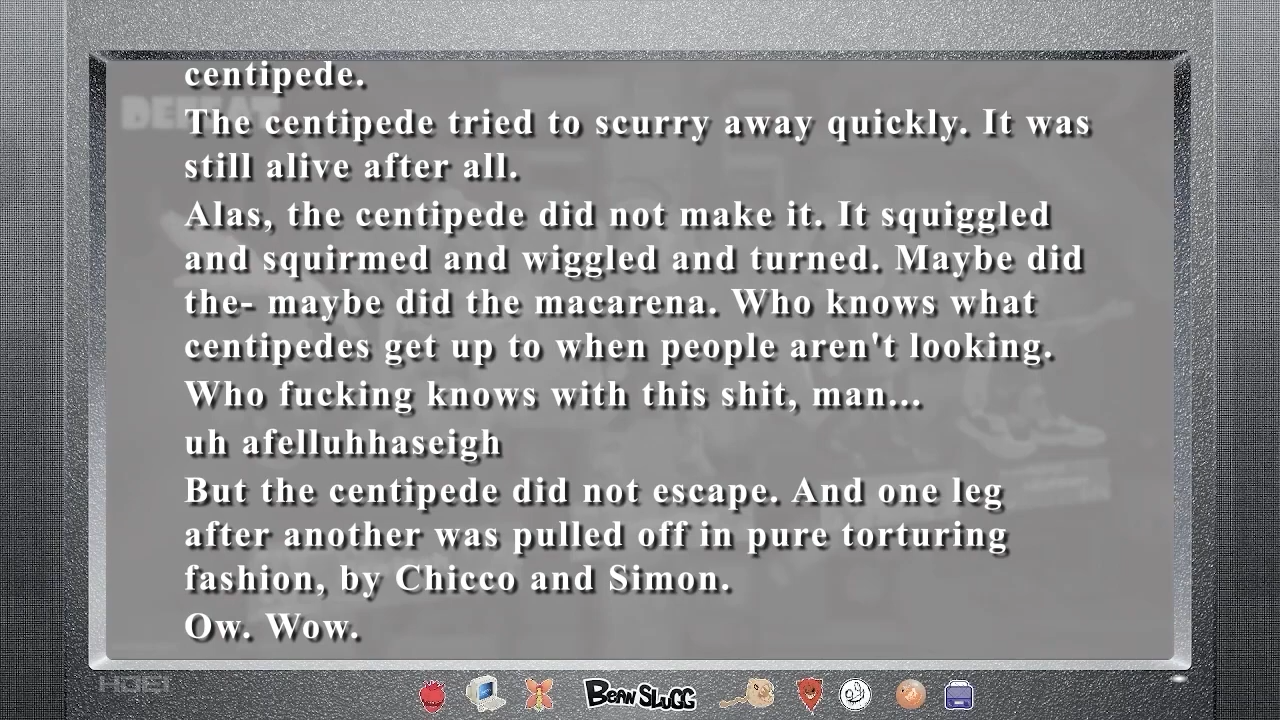 centipede.
DEFEAT
The centipede tried to scurry away quickly. It was
still alive after all.
Alas, the centipede did not make it. It squiggled
and squirmed and wiggled and turned. Maybe did
the- maybe did the macarena. Who knows what
centipedes get up to when people aren't looking.
Who fucking knows with this shit, man...
uh afelluhhaseigh
But the centipede did not escape. And one leg
after another was pulled off in pure torturing
fashion, by Chicco and Simon.
Ow. Wow.
BEAN SLUGG